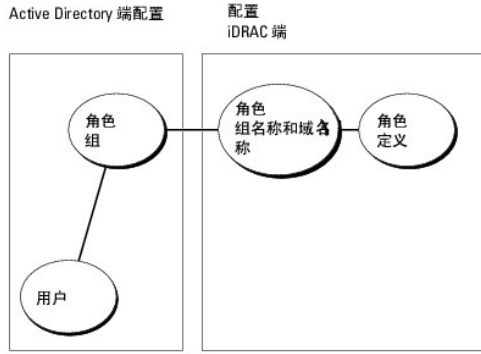 Active Directory 端配置
配置
iDRAC 端
角色
组
角色
组名称和域名
称
角色
定义
用户